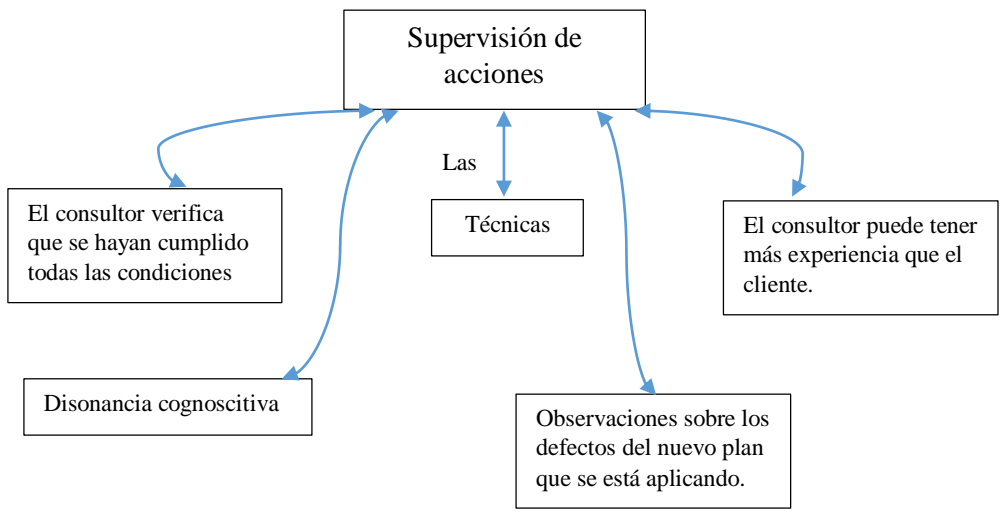 Supervisión de
acciones
Las
El consultor verifica
que se hayan cumplido
todas las condiciones
Técnicas
El consultor puede tener
más experiencia que el
cliente.
Disonancia cognoscitiva
Observaciones sobre los
defectos del nuevo plan
que se está aplicando.